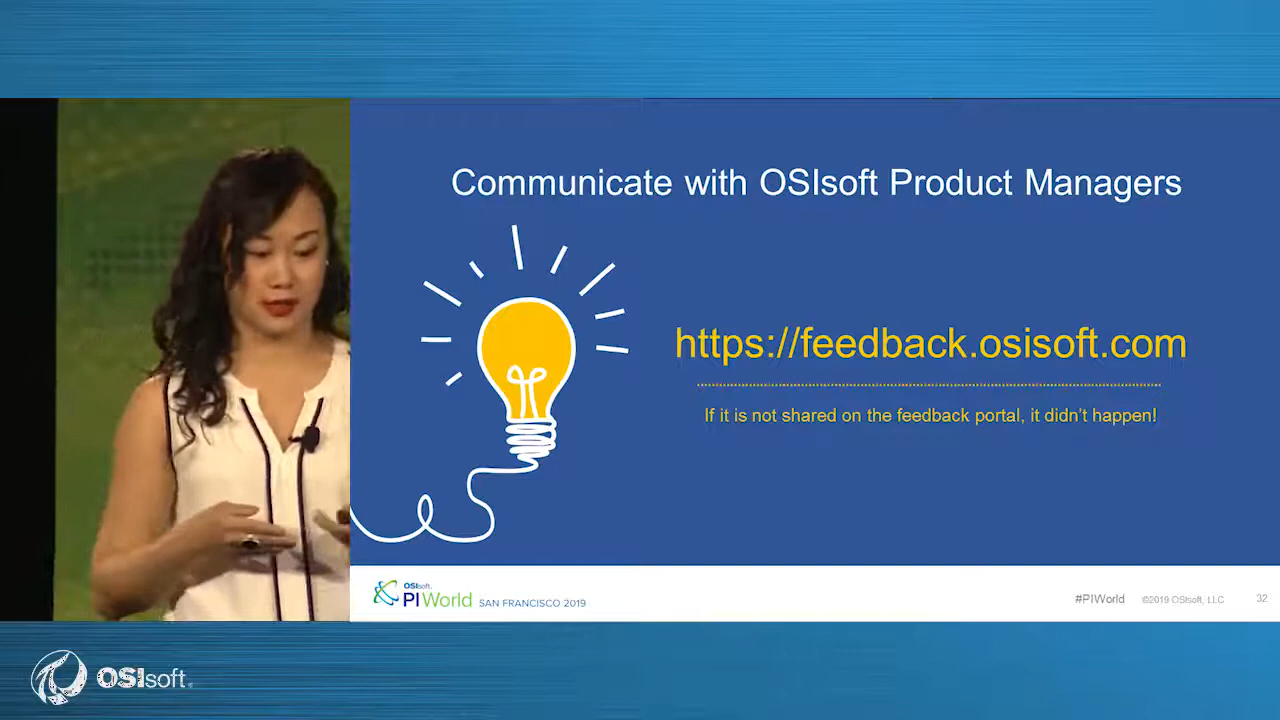 Communicate with OSIsoft Product Managers
https://feedback.osisoft.com
If it is not shared on the feedback portal, it didn't happen!
OSIsoft.
PI World SAN FRANCISCO 2019
#PIWorld ©2019 OSIsoft, LLC 32
OSIsoft